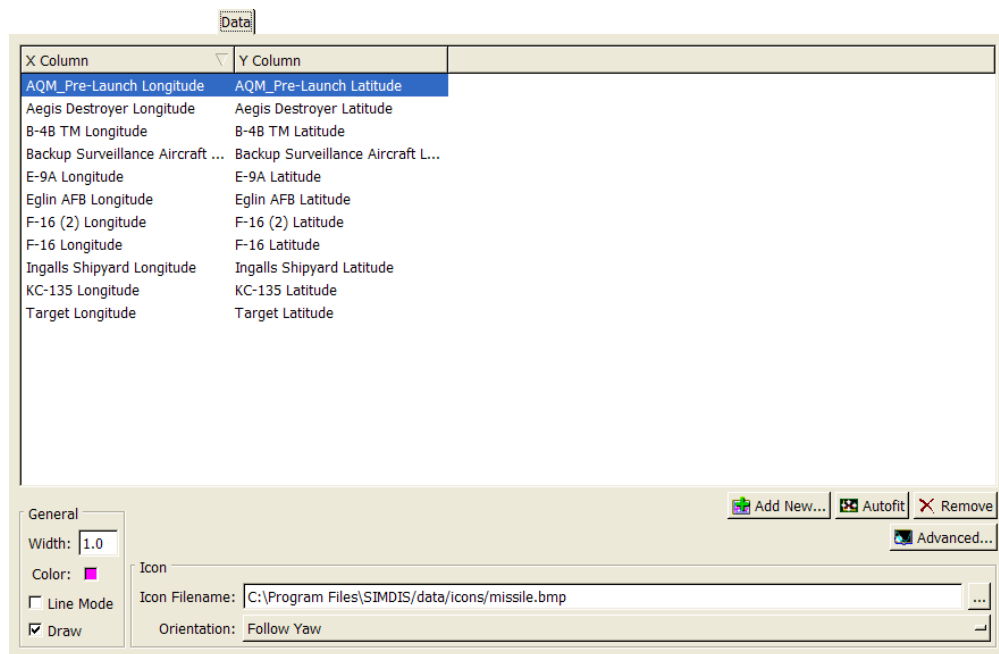 Data
X Column Y Column
AQM_Pre-Launch Longitude AQM_Pre-Launch Latitude
Aegis Destroyer Longitude Aegis Destroyer Latitude
B-4B TM Longitude B-4B TM Latitude
Backup Surveillance Aircraft ... Backup Surveillance Aircraft L...
E-9A Longitude E-9A Latitude
Eglin AFB Longitude Eglin AFB Latitude
F-16 (2) Longitude F-16 (2) Latitude
F-16 Longitude F-16 Latitude
Ingalls Shipyard Longitude Ingalls Shipyard Latitude
KC-135 Longitude KC-135 Latitude
Target Longitude Target Latitude
Add New... Autofit Remove
Advanced...
General
Width: 1.0
Color:
Line Mode
Draw
Icon
Icon Filename: C:\Program Files\SIMDIS/data/icons/missile.bmp ...
Orientation: Follow Yaw